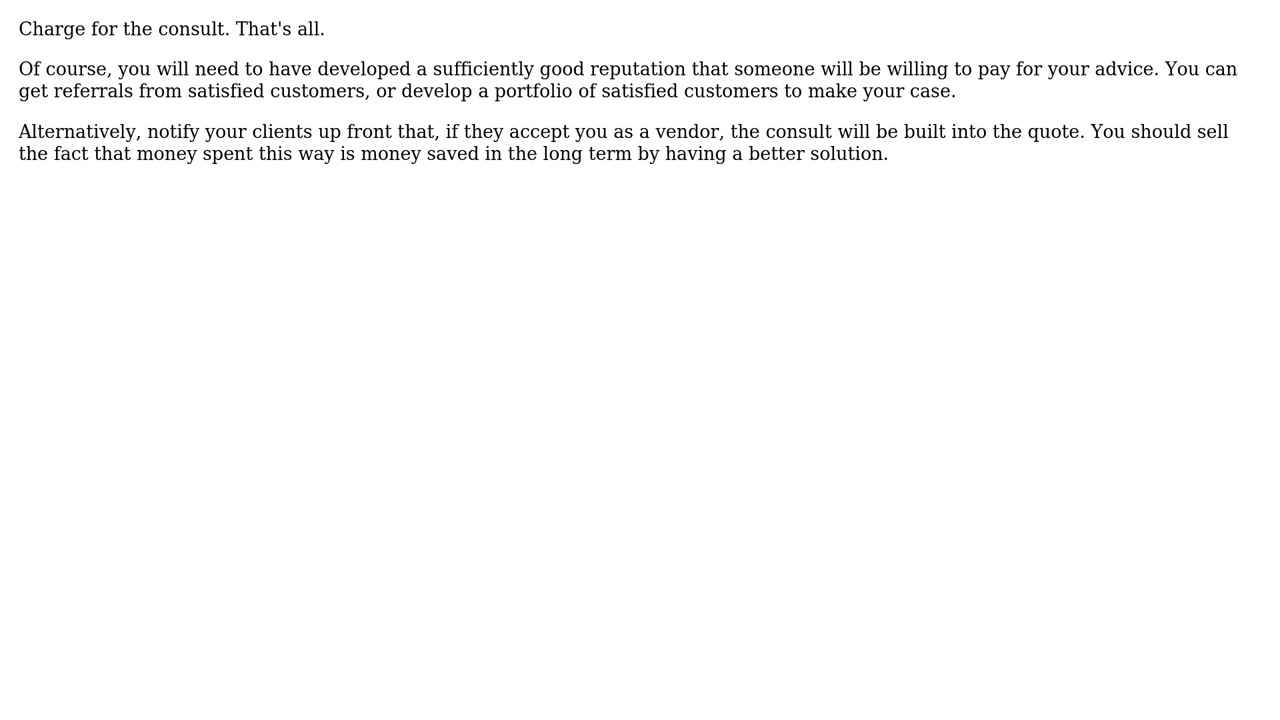 Charge for the consult. That's all.
Of course, you will need to have developed a sufficiently good reputation that someone will be willing to pay for your advice. You can
get referrals from satisfied customers, or develop a portfolio of satisfied customers to make your case.
Alternatively, notify your clients up front that, if they accept you as a vendor, the consult will be built into the quote. You should sell
the fact that money spent this way is money saved in the long term by having a better solution.